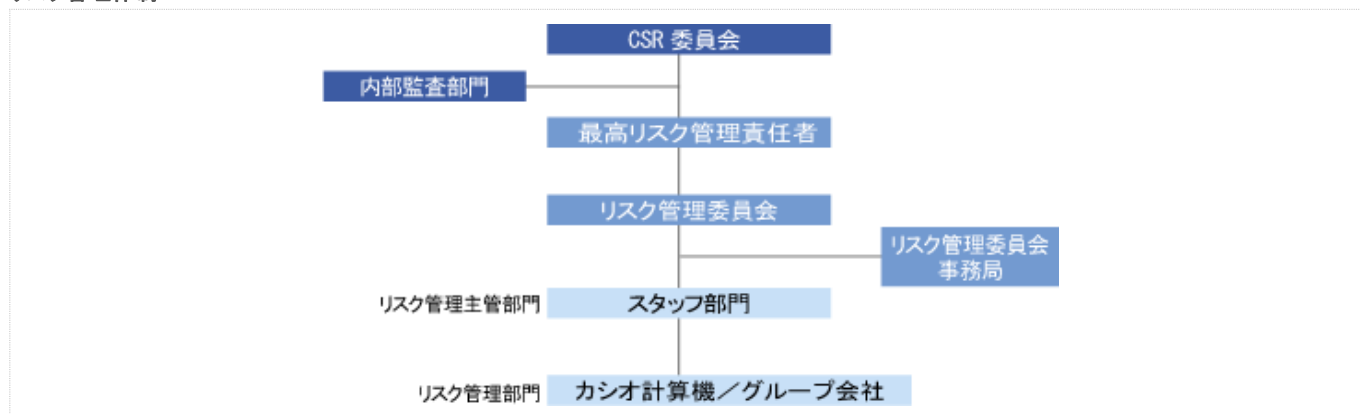 CSR 委員会
内部監査部門
最高リスク管理責任者
リスク管理委員会
リスク管理委員会
事務局
リスク管理主管部門
スタッフ部門
リスク管理部門
カシオ計算機／グループ会社